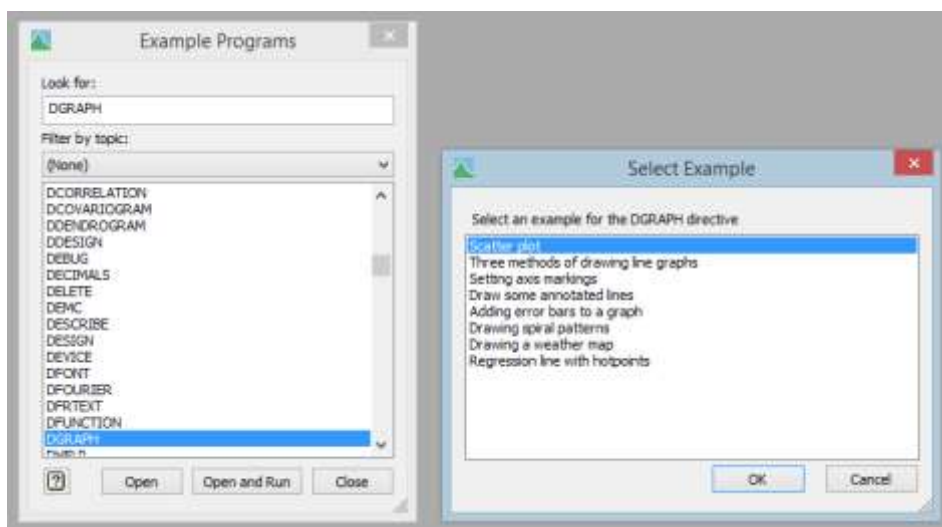 Example Programs
Look for:
DGRAPH
Filter by topic:
(None)
DCORRELATION
DCOVARIOGRAM
DDENDROGRAM
DDESIGN
DEBUG
DECIMALS
DELETE
DEMC
DESCRIBE
DESIGN
DEVICE
DFONT
DFOURIER
DFRTEXT
DFUNCTION
DGRAPH
?
Open
Open and Run
Close
Select Example
Select an example for the DGRAPH directive
Scatter plot
Three methods of drawing line graphs
Setting axis markings
Draw some annotated lines
Adding error bars to a graph
Drawing spiral patterns
Drawing a weather map
Regression line with hotpoints
OK
Cancel